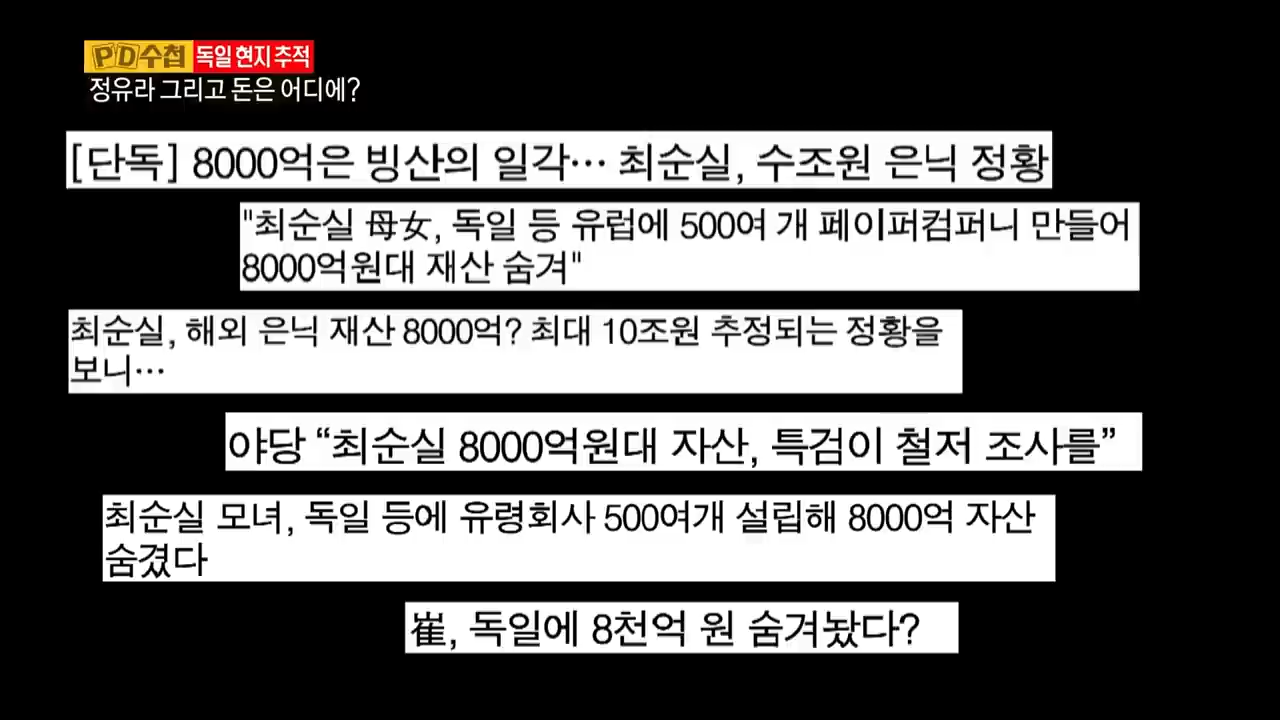 PD수첩 독일 현지 추적
정유라 그리고 돈은 어디에?
[단독] 8000억은 빙산의 일각… 최순실, 수조원 은닉 정황
"최순실 母女, 독일 등 유럽에 500여 개 페이퍼컴퍼니 만들어
8000억원대 재산 숨겨"
최순실, 해외 은닉 재산 8000억? 최대 10조원 추정되는 정황을
보니…
야당 “최순실 8000억원대 자산, 특검이 철저 조사를”
최순실 모녀, 독일 등에 유령회사 500여개 설립해 8000억 자산
숨겼다
崔, 독일에 8천억 원 숨겨놨다?